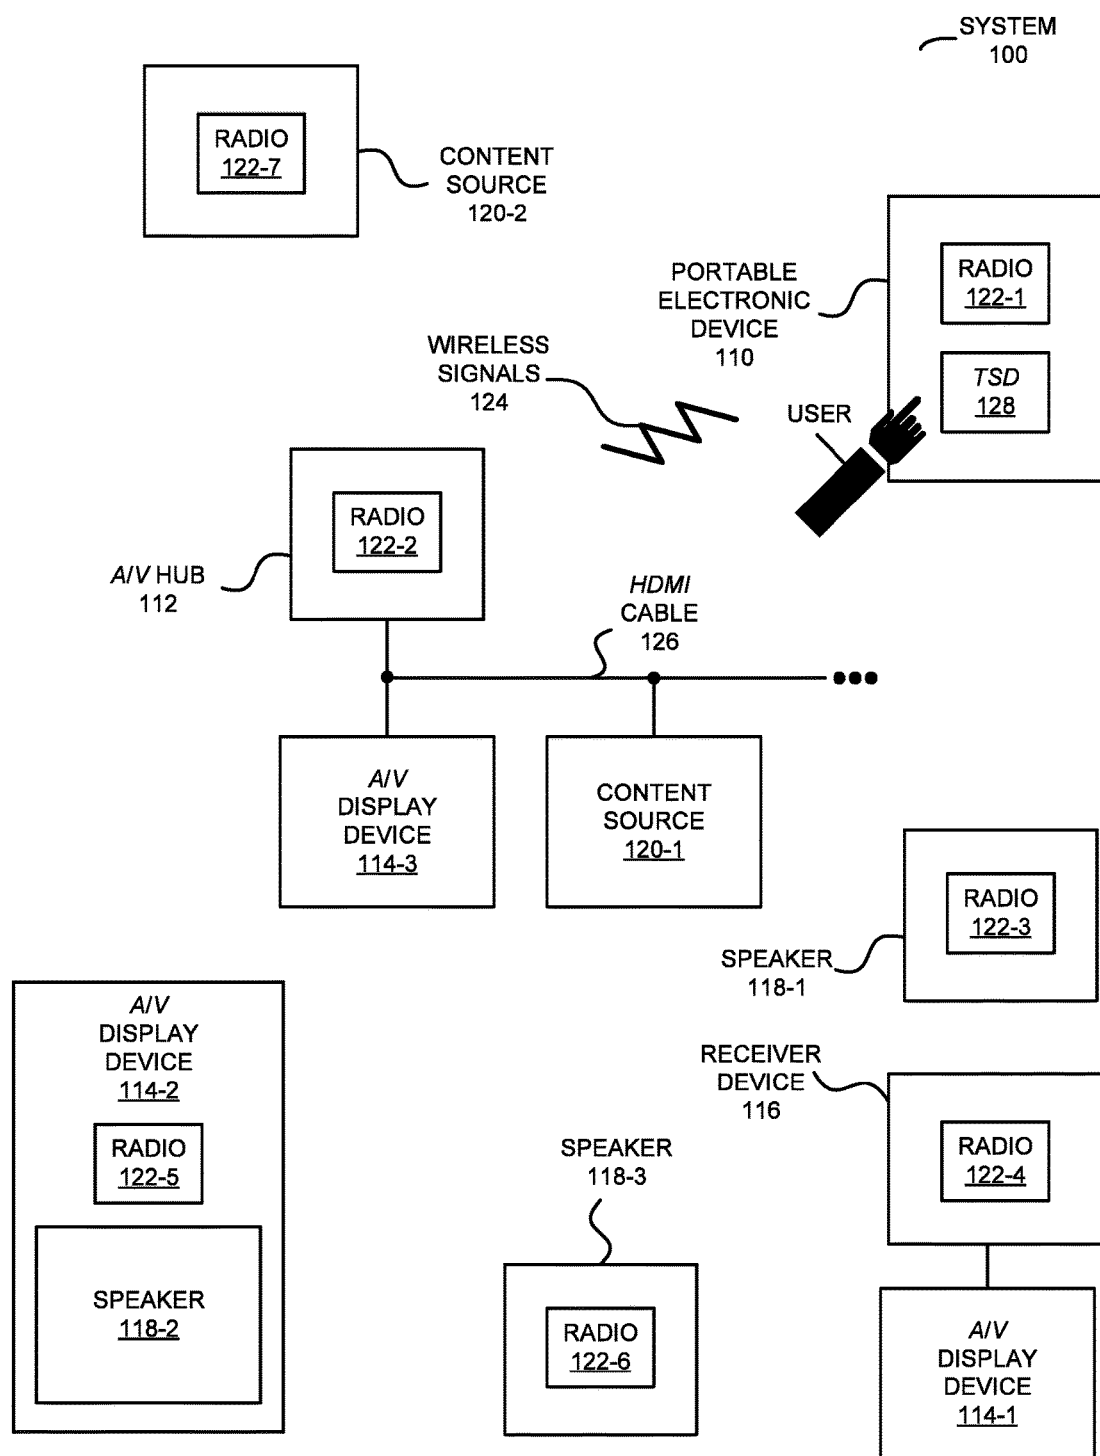 SYSTEM
100
RADIO
122-7
CONTENT
SOURCE
120-2
PORTABLE
ELECTRONIC
DEVICE
110
RADIO
122-1
TSD
128
WIRELESS
SIGNALS
124
USER
RADIO
122-2
A/V HUB
112
HDMI
CABLE
126
A/V
DISPLAY
DEVICE
114-3
CONTENT
SOURCE
120-1
RADIO
122-3
SPEAKER
118-1
A/V
DISPLAY
DEVICE
114-2
RADIO
122-5
SPEAKER
118-2
RECEIVER
DEVICE
116
RADIO
122-4
SPEAKER
118-3
RADIO
122-6
A/V
DISPLAY
DEVICE
114-1